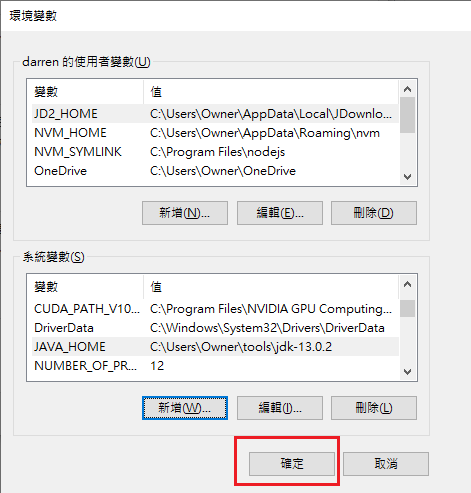 環境變數
darren 的使用者變數(U)
變數 值
JD2_HOME C:\Users\Owner\AppData\Local\JDownlo...
NVM_HOME C:\Users\Owner\AppData\Roaming\nvm
NVM_SYMLINK C:\Program Files\nodejs
OneDrive C:\Users\Owner\OneDrive
新增(N)... 編輯(E)... 刪除(D)
系統變數(S)
變數 值
CUDA_PATH_V10... C:\Program Files\NVIDIA GPU Computing...
DriverData C:\Windows\System32\Drivers\DriverData
JAVA_HOME C:\Users\Owner\tools\jdk-13.0.2
NUMBER_OF_PR... 12
新增(W)... 編輯(I)... 刪除(L)
確定 取消